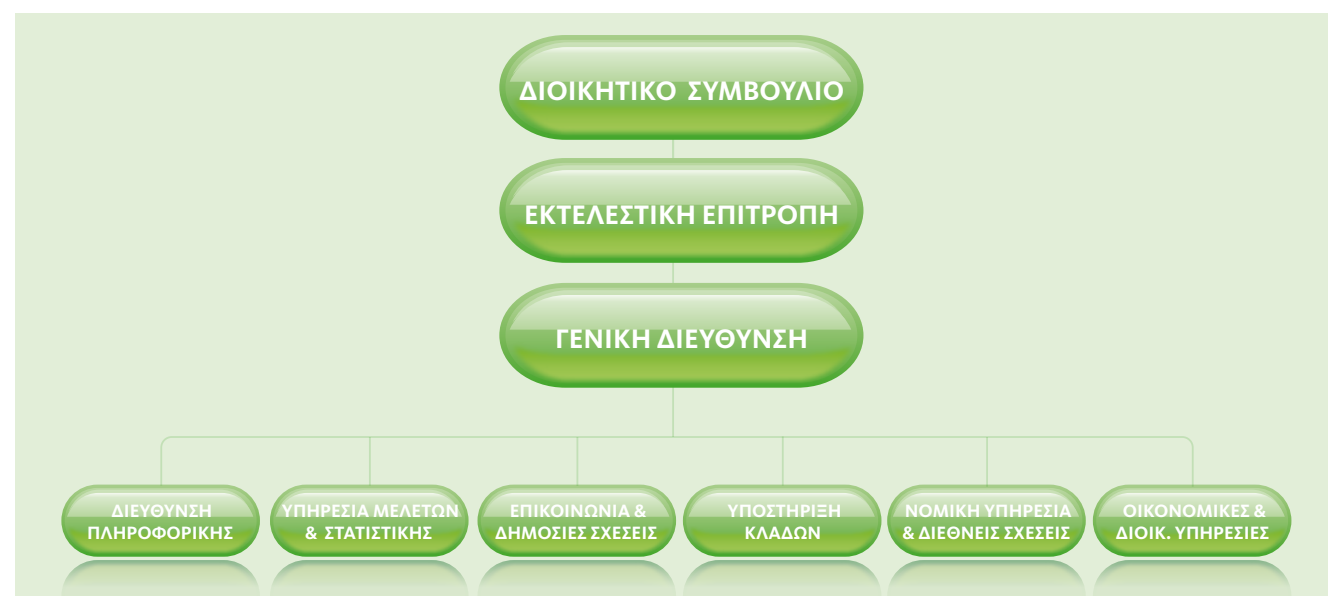 ΔΙΟΙΚΗΤΙΚΟ ΣΥΜΒΟΥΛΙΟ
ΕΚΤΕΛΕΣΤΙΚΗ ΕΠΙΤΡΟΠΗ
ΓΕΝΙΚΗ ΔΙΕΥΘΥΝΣΗ
ΔΙΕΥΘΥΝΣΗ
ΠΛΗΡΟΦΟΡΙΚΗΣ
ΥΠΗΡΕΣΙΑ ΜΕΛΕΤΩΝ
& ΣΤΑΤΙΣΤΙΚΗΣ
ΕΠΙΚΟΙΝΩΝΙΑ &
ΔΗΜΟΣΙΕΣ ΣΧΕΣΕΙΣ
ΥΠΟΣΤΗΡΙΞΗ
ΚΛΑΔΩΝ
ΝΟΜΙΚΗ ΥΠΗΡΕΣΙΑ
& ΔΙΕΘΝΕΙΣ ΣΧΕΣΕΙΣ
ΟΙΚΟΝΟΜΙΚΕΣ &
ΔΙΟΙΚ. ΥΠΗΡΕΣΙΕΣ